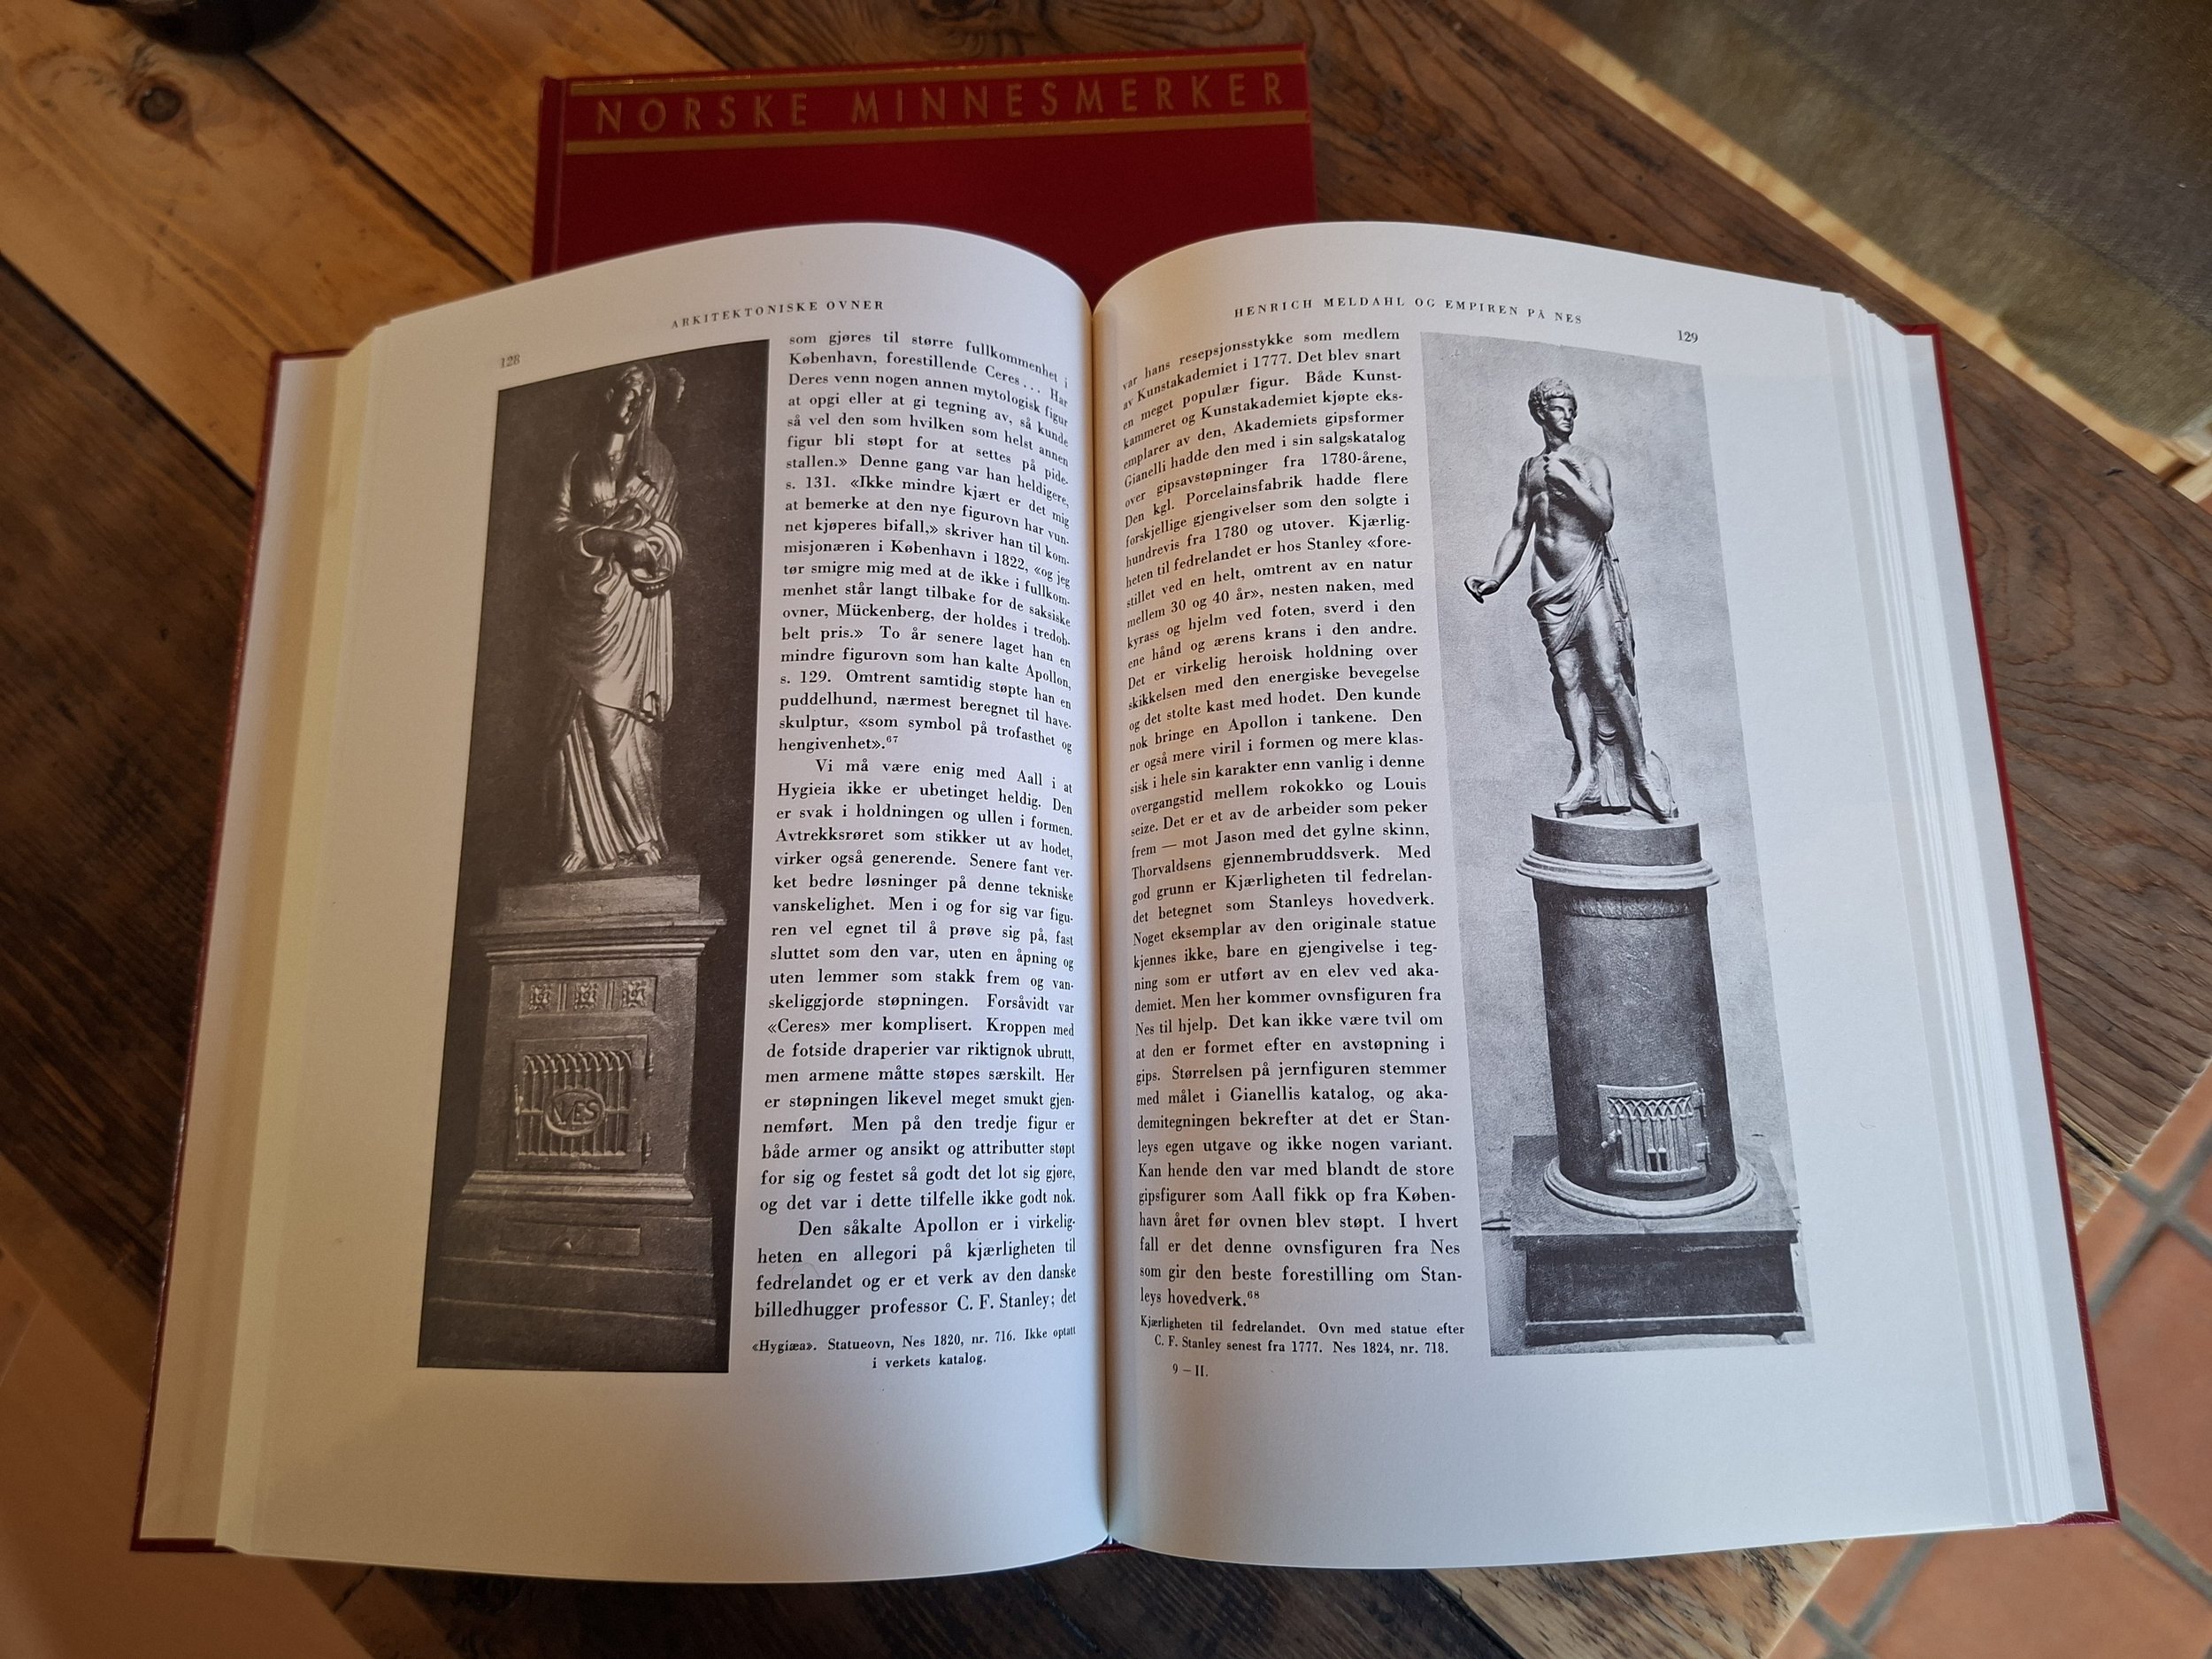 NORSKE MINNESMERKER
ARKITEKTONISKE OVNER
128
som gjøres til større fullkommenhet i
København, forestillende Ceres... Har
Deres venn nogen annen mytologisk figur
at opgi eller at gi tegning av, så kunde
så vel den som hvilken som helst annen
figur bli støpt for at settes på pide-
stallen.» Denne gang var han heldigere,
s. 131. «Ikke mindre kjært er det mig
at bemerke at den nye figurovn har vun-
net kjøperes bifall,» skriver han til kom-
misjonæren i København i 1822, «og jeg
tør smigre mig med at de ikke i fullkom-
menhet står langt tilbake for de saksiske
ovner, Mückenberg, der holdes i tredob-
belt pris.» To år senere laget han en
mindre figurovn som han kalte Apollon,
s. 129. Omtrent samtidig støpte han en
puddelhund, nærmest beregnet til have-
skulptur, «som symbol på trofasthet og
hengivenhet».⁶⁷
Vi må være enig med Aall i at
Hygieia ikke er ubetinget heldig. Den
er svak i holdningen og ullen i formen.
Avtrekksrøret som stikker ut av hodet,
virker også generende. Senere fant ver-
ket bedre løsninger på denne tekniske
vanskelighet. Men i og for sig var figu-
ren vel egnet til å prøve sig på, fast
sluttet som den var, uten en åpning og
uten lemmer som stakk frem og van-
skeliggjorde støpningen. Forsåvidt var
«Ceres» mer komplisert. Kroppen med
de fotside draperier var riktignok ubrutt,
men armene måtte støpes særskilt. Her
er støpningen likevel meget smukt gjen-
nemført. Men på den tredje figur er
både armer og ansikt og attributter støpt
for sig og festet så godt det lot sig gjøre,
og det var i dette tilfelle ikke godt nok.
Den såkalte Apollon er i virkelig-
heten en allegori på kjærligheten til
fedrelandet og er et verk av den danske
billedhugger professor C. F. Stanley; det
«Hygiæa». Statueovn, Nes 1820, nr. 716. Ikke optatt
i verkets katalog.
NÆS
HENRICH MELDAHL OG EMPIREN PÅ NES
129
var hans resepsjonsstykke som medlem
av Kunstakademiet i 1777. Det blev snart
en meget populær figur. Både Kunst-
kammeret og Kunstakademiet kjøpte eks-
emplarer av den, Akademiets gipsformer
Gianelli hadde den med i sin salgskatalog
over gipsavstøpninger fra 1780-årene,
Den kgl. Porcelainsfabrik hadde flere
forskjellige gjengivelser som den solgte i
hundrevis fra 1780 og utover. Kjærlig-
heten til fedrelandet er hos Stanley «fore-
stillet ved en helt, omtrent av en natur
mellem 30 og 40 år», nesten naken, med
kyrass og hjelm ved foten, sverd i den
ene hånd og ærens krans i den andre.
Det er virkelig heroisk holdning over
skikkelsen med den energiske bevegelse
og det stolte kast med hodet. Den kunde
nok bringe en Apollon i tankene. Den
er også mere viril i formen og mere klas-
sisk i hele sin karakter enn vanlig i denne
overgangstid mellem rokokko og Louis
seize. Det er et av de arbeider som peker
frem — mot Jason med det gylne skinn,
Thorvaldsens gjennembruddsverk. Med
god grunn er Kjærligheten til fedrelan-
det betegnet som Stanleys hovedverk.
Noget eksemplar av den originale statue
kjennes ikke, bare en gjengivelse i teg-
ning som er utført av en elev ved aka-
demiet. Men her kommer ovnsfiguren fra
Nes til hjelp. Det kan ikke være tvil om
at den er formet efter en avstøpning i
gips. Størrelsen på jernfiguren stemmer
med målet i Gianellis katalog, og aka-
demitegningen bekrefter at det er Stan-
leys egen utgave og ikke nogen variant.
Kan hende den var med blandt de store
gipsfigurer som Aall fikk op fra Køben-
havn året før ovnen blev støpt. I hvert
fall er det denne ovnsfiguren fra Nes
som gir den beste forestilling om Stan-
leys hovedverk.⁶⁸
Kjærligheten til fedrelandet. Ovn med statue efter
C. F. Stanley senest fra 1777. Nes 1824, nr. 718.
9 – II.